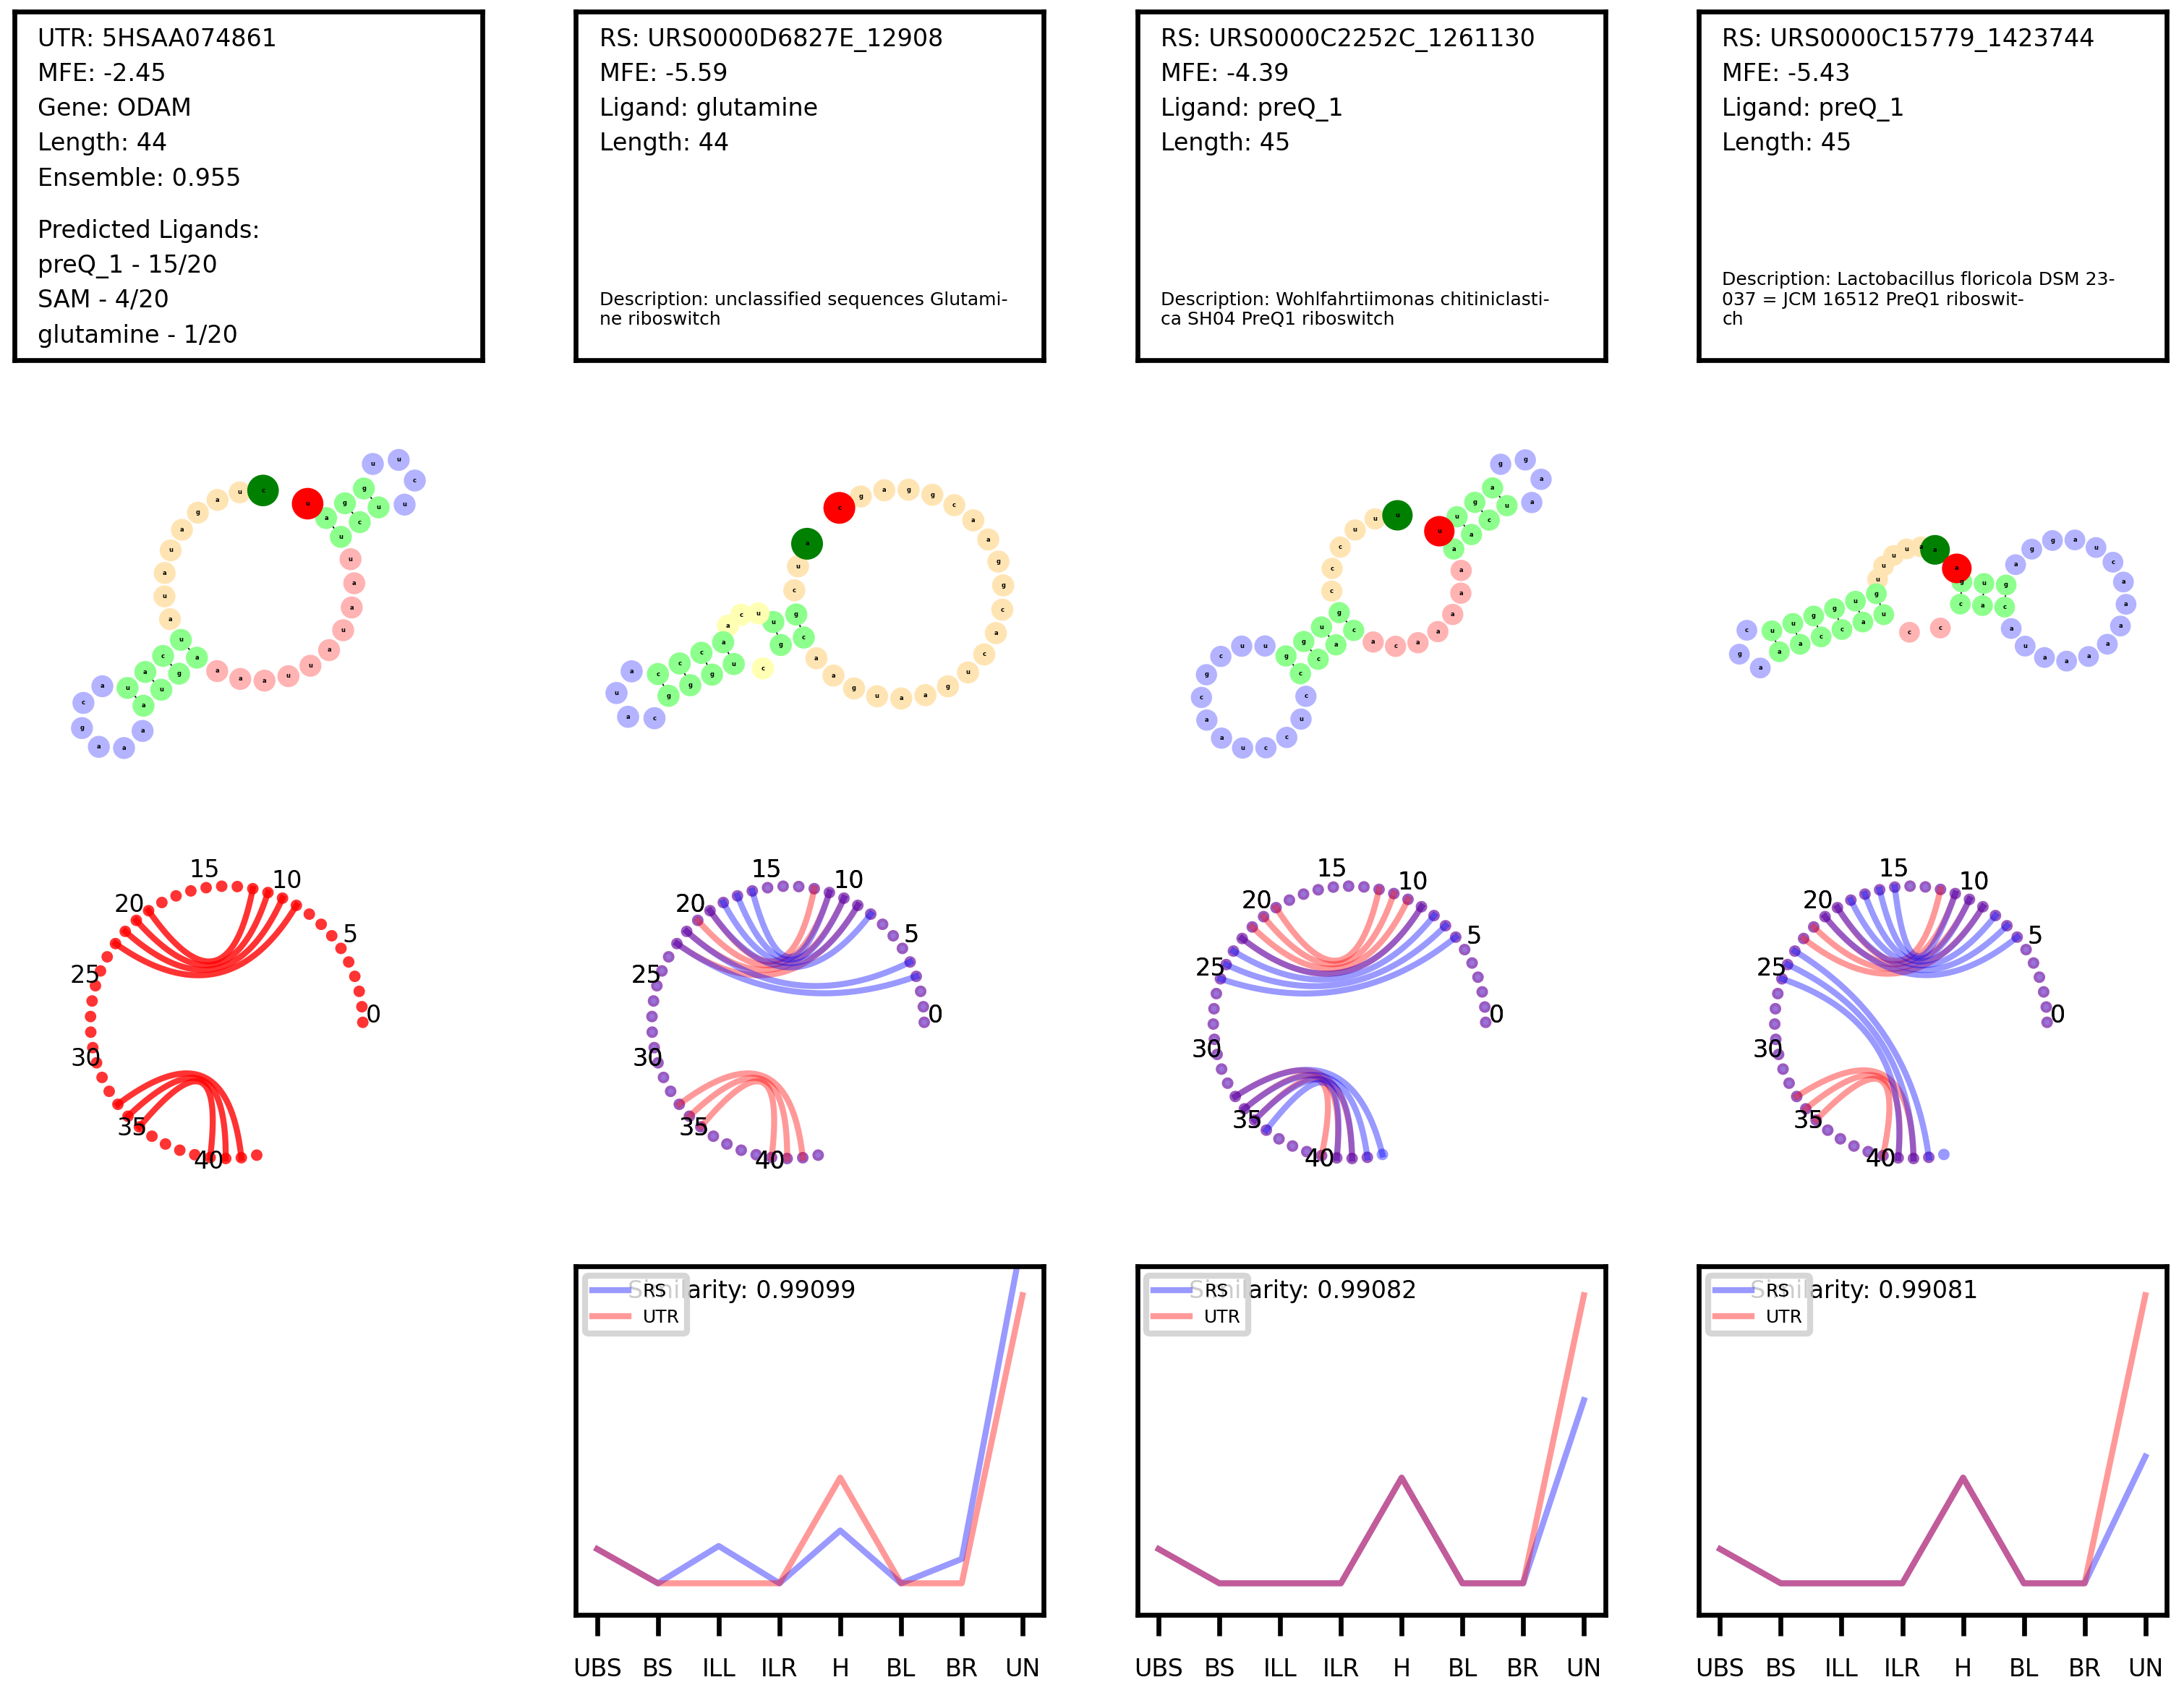 UTR: 5HSAA074861
MFE: -2.45
Gene: ODAM
Length: 44
Ensemble: 0.955
Predicted Ligands:
preQ_1 - 15/20
SAM - 4/20
glutamine - 1/20
RS: URS0000D6827E_12908
MFE: -5.59
Ligand: glutamine
Length: 44
Description: unclassified sequences Glutami-
ne riboswitch
RS: URS0000C2252C_1261130
MFE: -4.39
Ligand: preQ_1
Length: 45
Description: Wohlfahrtiimonas chitiniclasti-
ca SH04 PreQ1 riboswitch
RS: URS0000C15779_1423744
MFE: -5.43
Ligand: preQ_1
Length: 45
Description: Lactobacillus floricola DSM 23-
037 = JCM 16512 PreQ1 riboswit-
ch
0 5 10 15 20 25 30 35 40
0 5 10 15 20 25 30 35 40
0 5 10 15 20 25 30 35 40
0 5 10 15 20 25 30 35 40
Similarity: 0.99099
RS
UTR
UBS BS ILL ILR H BL BR UN
Similarity: 0.99082
RS
UTR
UBS BS ILL ILR H BL BR UN
Similarity: 0.99081
RS
UTR
UBS BS ILL ILR H BL BR UN